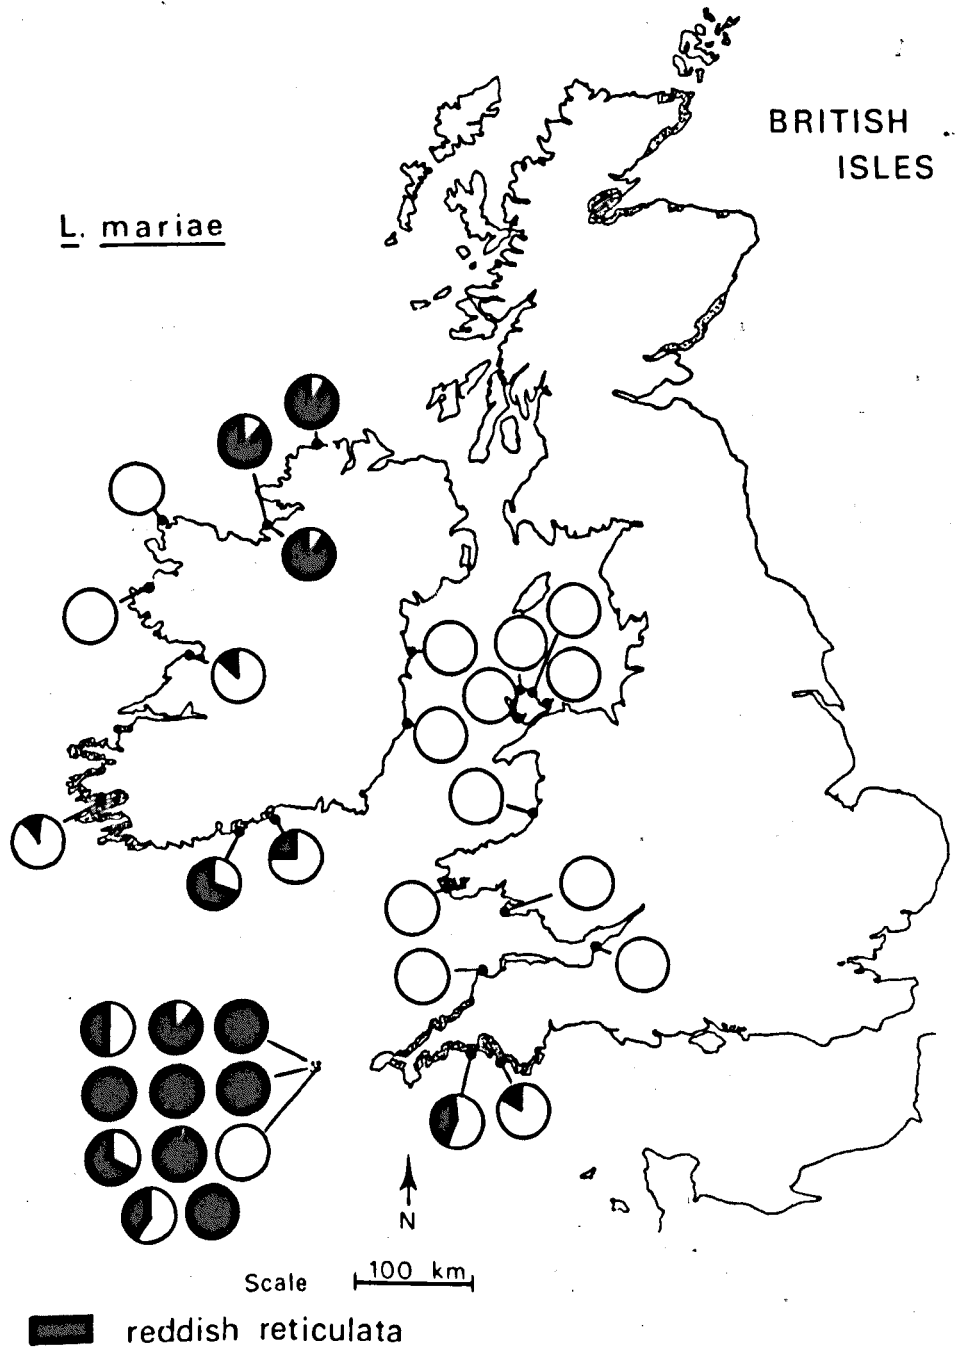 BRITISH
ISLES
L. mariae
N
Scale 100 km
reddish reticulata